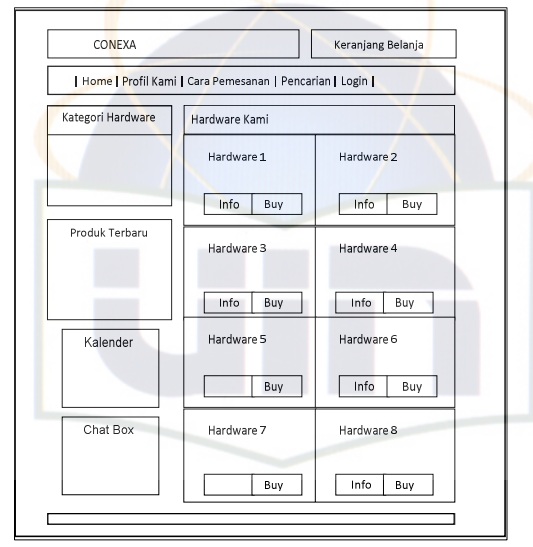 CONEXA
Keranjang Belanja
| Home | Profil Kami | Cara Pemesanan | Pencarian | Login |
Kategori Hardware
Hardware Kami
Hardware 1
Hardware 2
Info Buy
Info Buy
Produk Terbaru
Hardware 3
Hardware 4
Info Buy
Info Buy
Kalender
Hardware 5
Hardware 6
Buy
Info Buy
Chat Box
Hardware 7
Hardware 8
Buy
Info Buy
uin